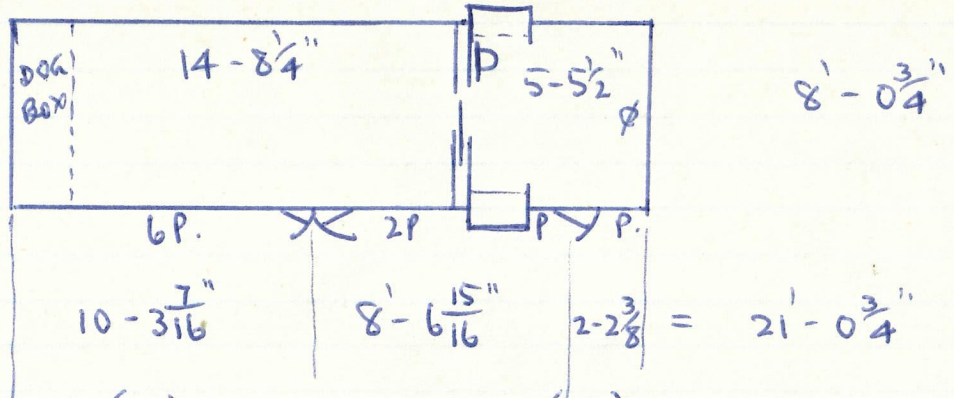 DOG BOX 14 - 8 1/4" D 5 - 5 1/2" ¢ 8' - 0 3/4"
6P. 2P P P.
10 - 3 7/16" 8' - 6 15/16" 2 - 2 3/8 = 21' - 0 3/4"